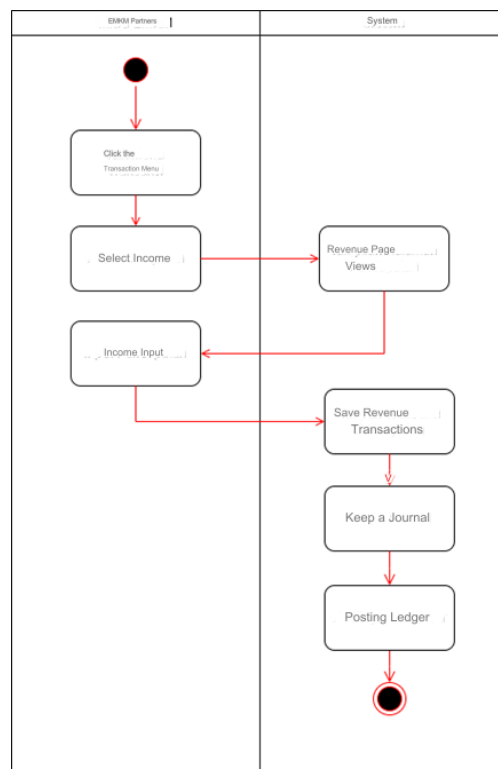 EMKM Partners
System
Click the
Transaction Menu
Select Income
Revenue Page
Views
Income Input
Save Revenue
Transactions
Keep a Journal
Posting Ledger